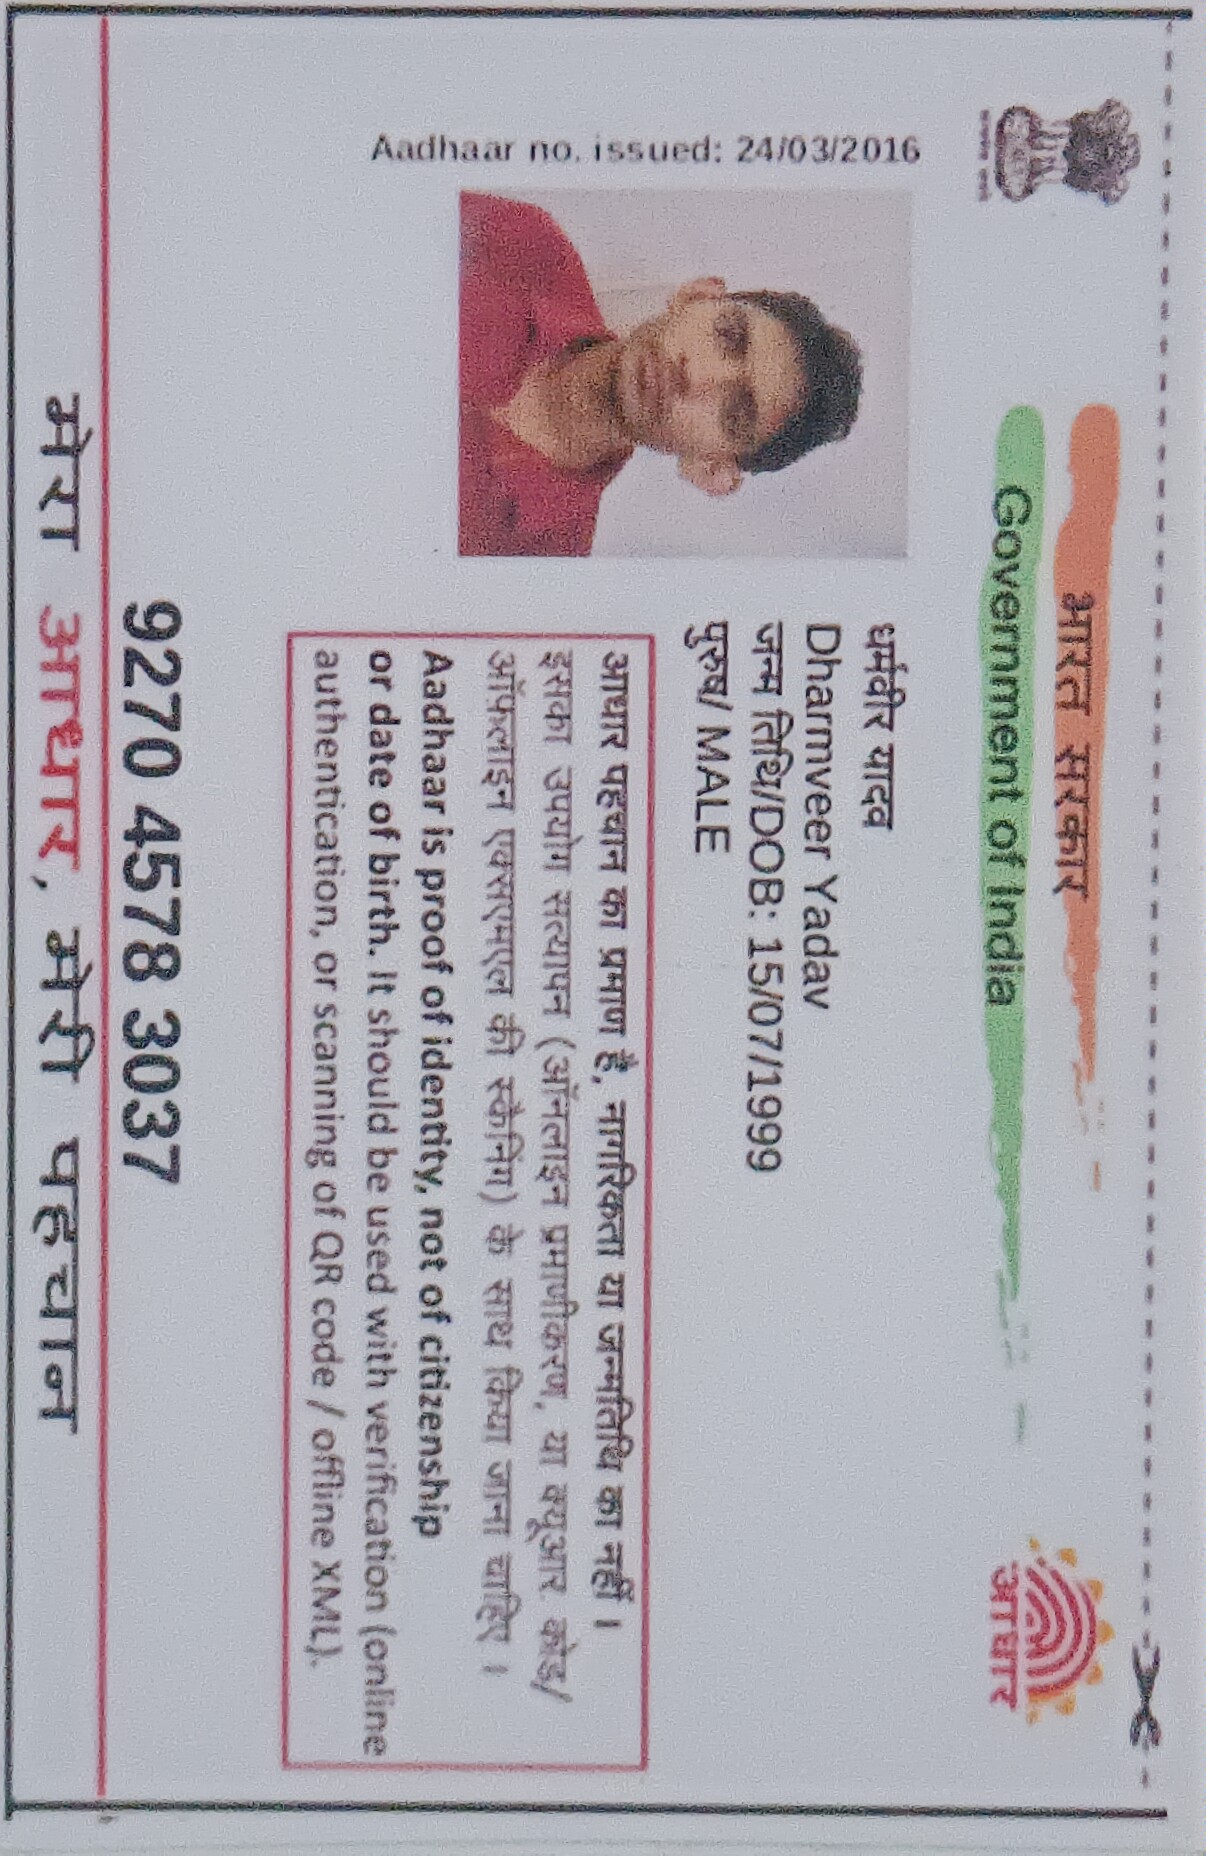 भारत सरकार
Government of India
आधार
Aadhaar no. issued: 24/03/2016
धर्मवीर यादव
Dharmveer Yadav
जन्म तिथि/DOB: 15/07/1999
पुरुष/ MALE
आधार पहचान का प्रमाण है, नागरिकता या जन्मतिथि का नहीं ।
इसका उपयोग सत्यापन (ऑनलाइन प्रमाणीकरण, या क्यूआर कोड/
ऑफलाइन एक्सएमएल की स्कैनिंग) के साथ किया जाना चाहिए ।
Aadhaar is proof of identity, not of citizenship
or date of birth. It should be used with verification (online
authentication, or scanning of QR code / offline XML).
9270 4578 3037
मेरा आधार, मेरी पहचान